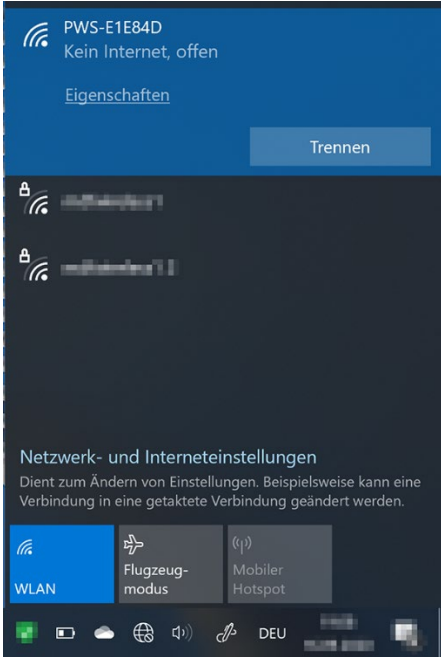 PWS-E1E84D
Kein Internet, offen
Eigenschaften
Trennen
Netzwerk- und Interneteinstellungen
Dient zum Ändern von Einstellungen. Beispielsweise kann eine
Verbindung in eine getaktete Verbindung geändert werden.
WLAN
Flugzeug-
modus
Mobiler
Hotspot
DEU